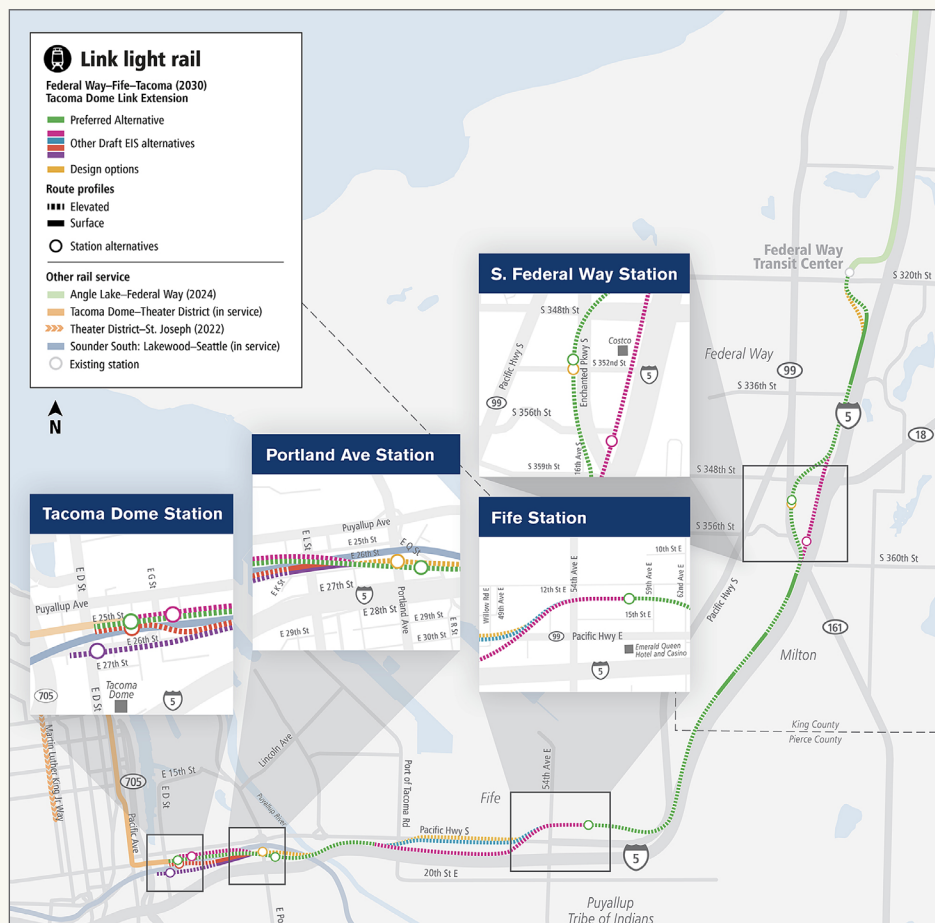 Link light rail
Federal Way–Fife–Tacoma (2030)
Tacoma Dome Link Extension
Preferred Alternative
Other Draft EIS alternatives
Design options
Route profiles
Elevated
Surface
Station alternatives
Other rail service
Angle Lake–Federal Way (2024)
Tacoma Dome–Theater District (in service)
Theater District–St. Joseph (2022)
Sounder South: Lakewood–Seattle (in service)
Existing station
N
Federal Way
Transit Center
S 320th St
Federal Way
99
S 336th St
5
18
S 348th St
S 356th St
S 360th St
Pacific Hwy S
161
Milton
King County
Pierce County
S. Federal Way Station
S 348th St
Pacific Hwy S
Costco
S 352nd St
Enchanted Pkwy S
5
99
S 356th St
S 359th St
16th Ave S
Portland Ave Station
Puyallup Ave
E L St
E 25th St
E 26th St
E Q St
E K St
E 27th St
5
E 28th St
Portland Ave
E 29th St
E 29th St
E 30th St
E R St
Fife Station
54th Ave E
10th St E
Willow Rd E
49th Ave E
12th St E
59th Ave E
62nd Ave E
15th St E
99
Pacific Hwy E
Emerald Queen
Hotel and Casino
5
Tacoma Dome Station
E D St
E G St
Puyallup Ave
E 25th St
E 26th St
E 27th St
E D St
Tacoma
Dome
705
5
Martin Luther King Jr Way
705
Pacific Ave
E 15th St
E D St
Lincoln Ave
Puyallup River
Port of Tacoma Rd
Fife
54th Ave E
Pacific Hwy S
20th St E
5
Puyallup
Tribe of Indians